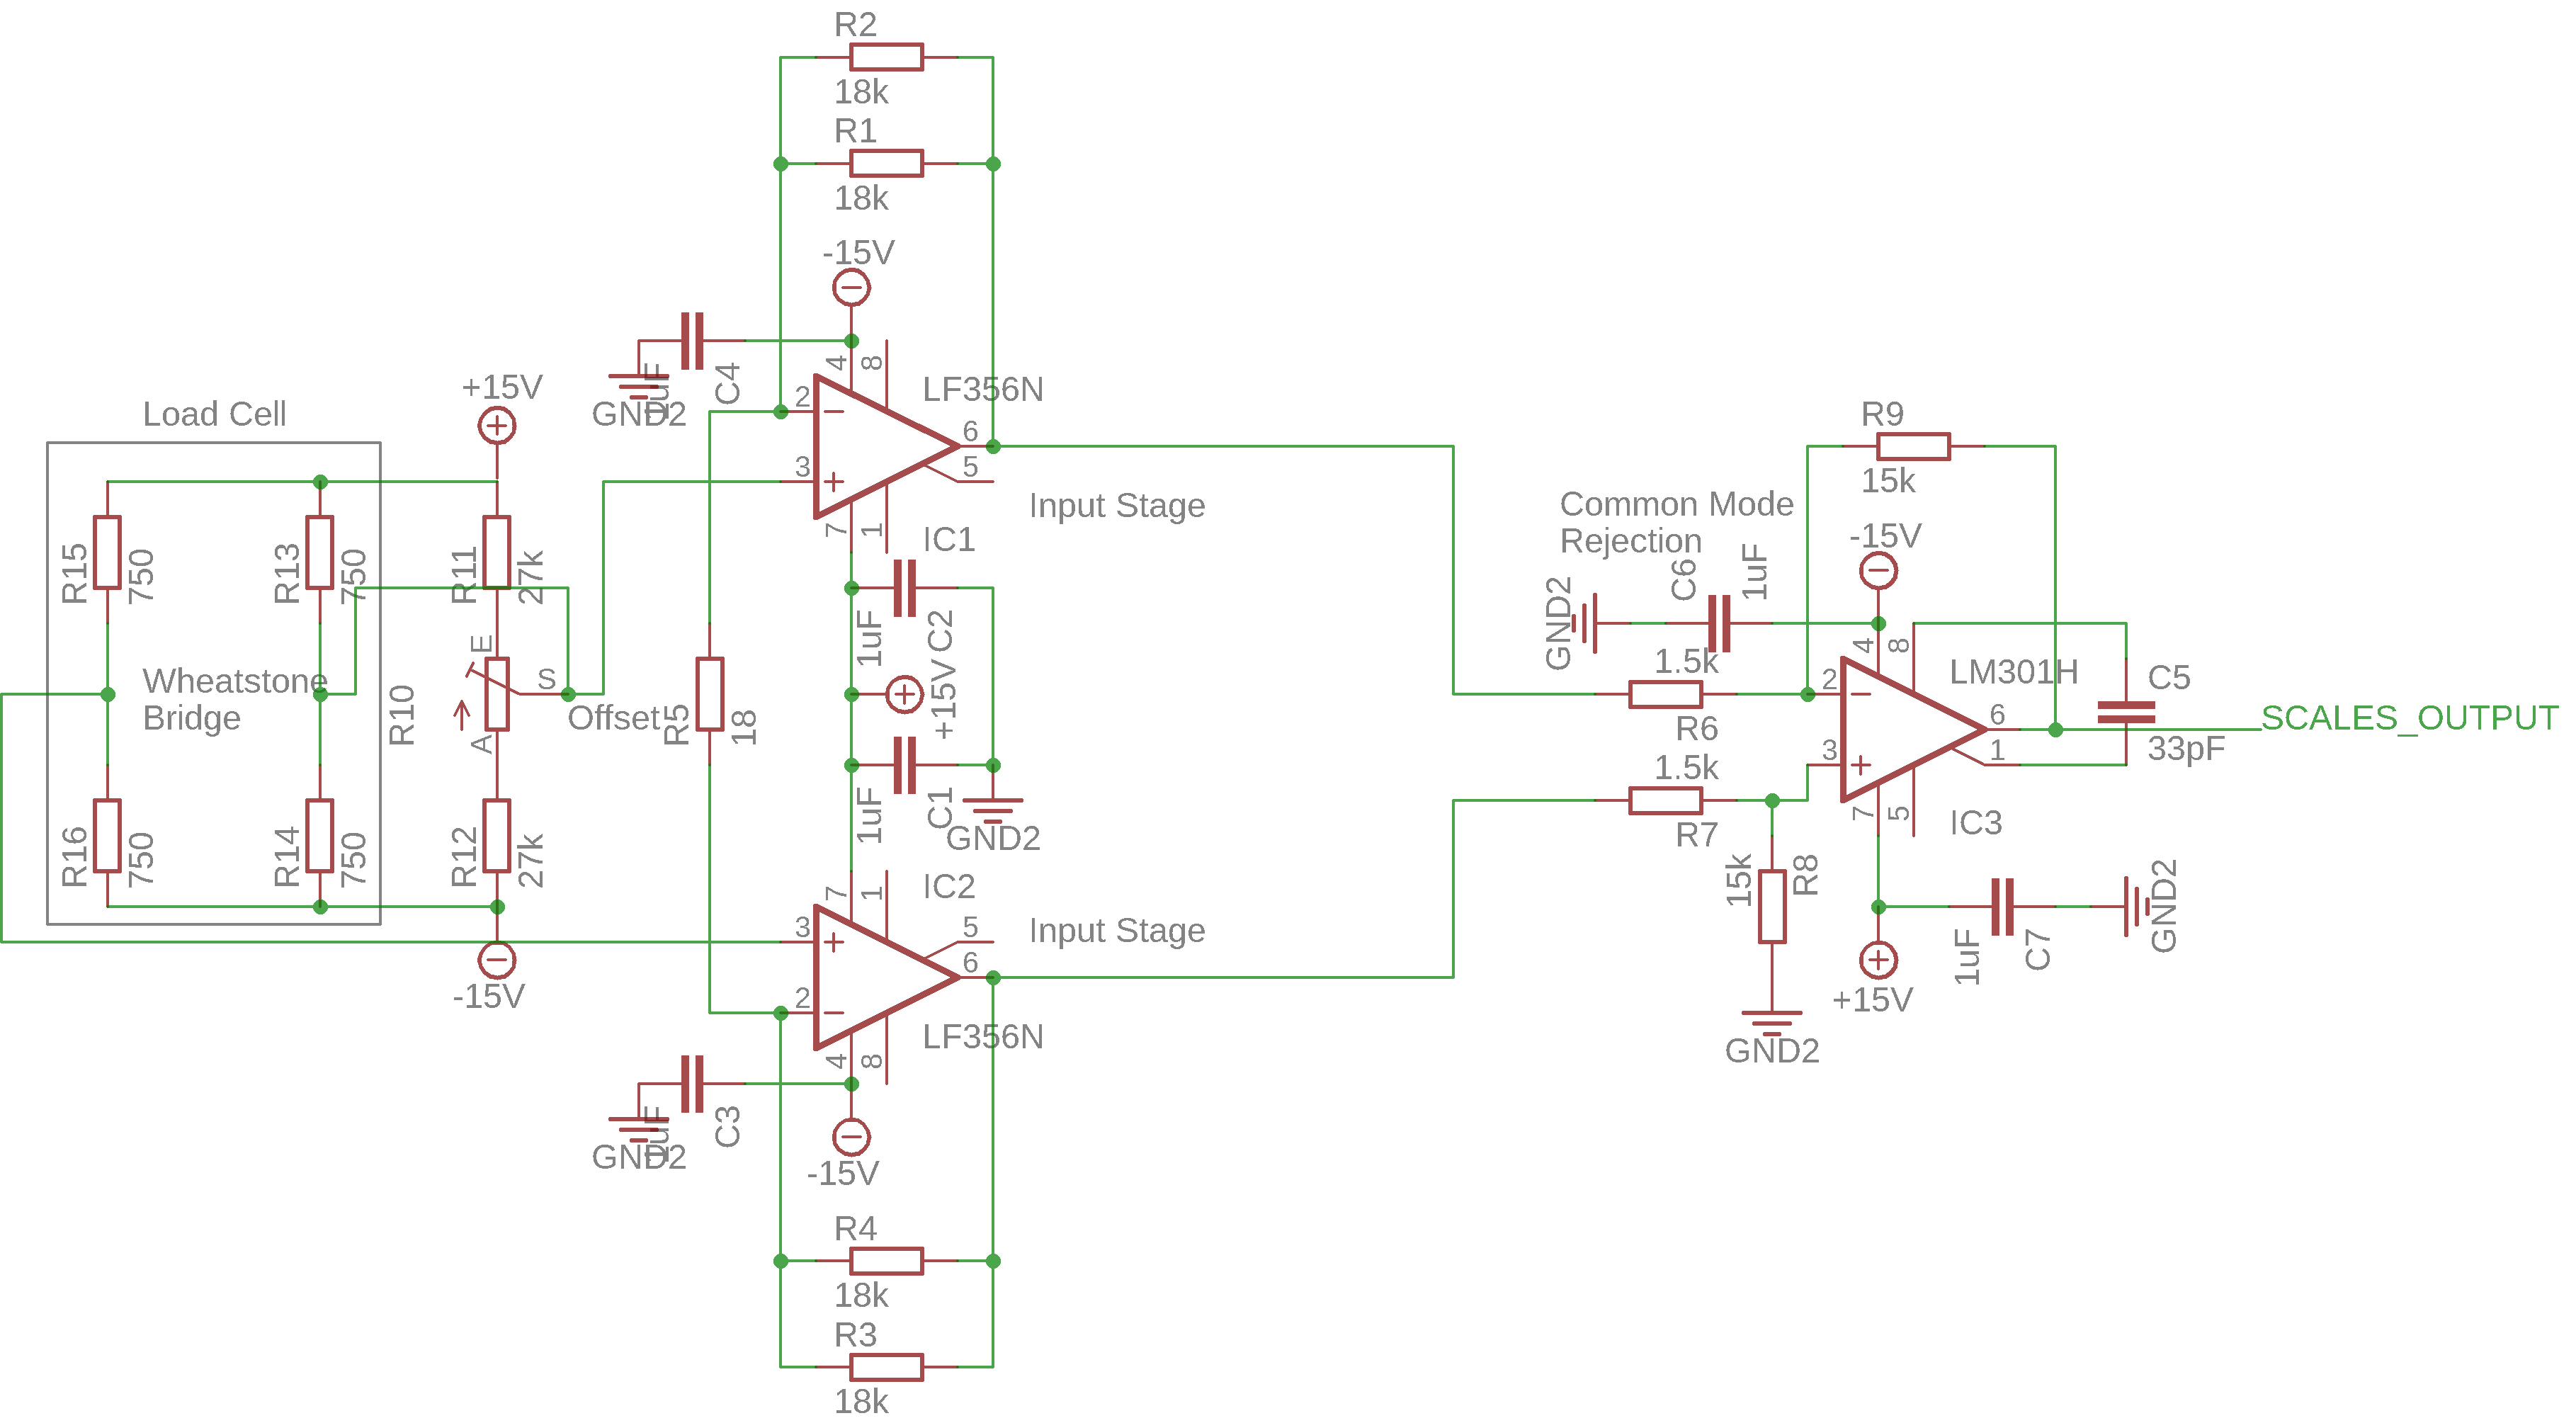 R2
18k
R1
18k
-15V
C4
1uF
GND2
4
8
2
3
7
1
6
5
LF356N
IC1
Input Stage
+15V
Load Cell
R15
750
R13
750
R11
27k
Wheatstone
Bridge
R10
E
S
A
Offset
R5
18
R16
750
R14
750
R12
27k
-15V
1uF
C2
+15V
1uF
C1
GND2
7
1
3
2
4
8
5
6
IC2
Input Stage
LF356N
C3
1uF
GND2
-15V
R4
18k
R3
18k
Common Mode
Rejection
R9
15k
-15V
GND2
C6
1uF
1.5k
R6
1.5k
R7
4
8
2
3
7
5
6
1
LM301H
IC3
C5
33pF
SCALES_OUTPUT
15k
R8
GND2
+15V
1uF
C7
GND2